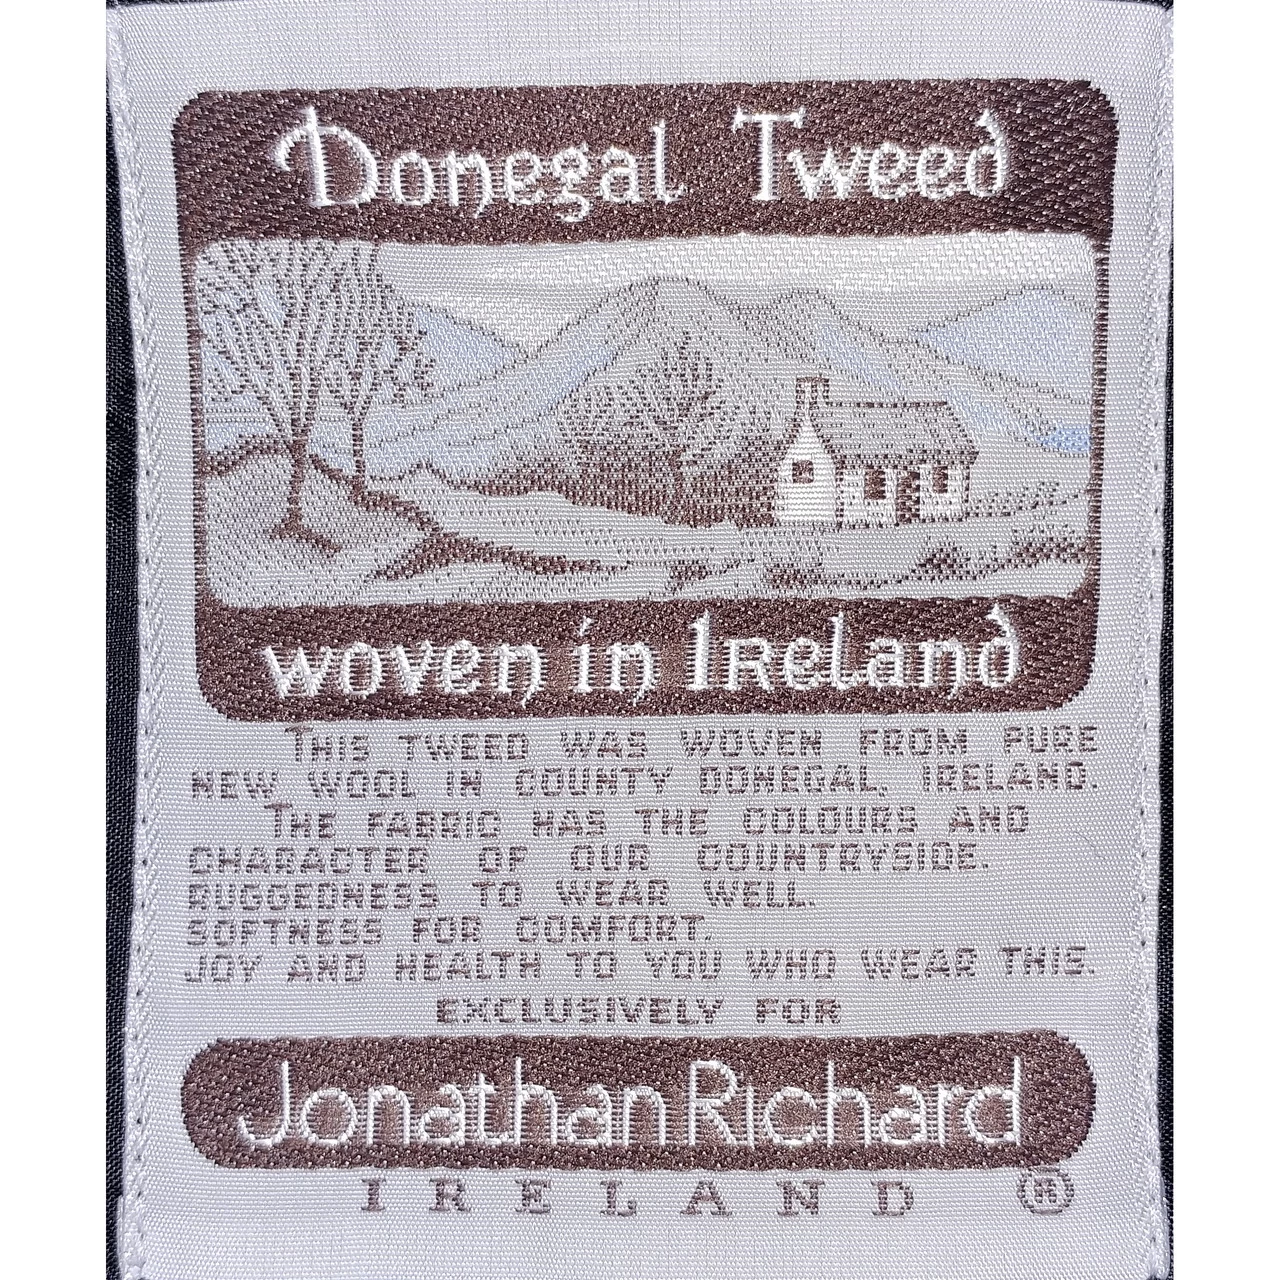 Donegal Tweed
woven in Ireland
THIS TWEED WAS WOVEN FROM PURE
NEW WOOL IN COUNTY DONEGAL, IRELAND.
THE FABRIC HAS THE COLOURS AND
CHARACTER OF OUR COUNTRYSIDE.
RUGGEDNESS TO WEAR WELL.
SOFTNESS FOR COMFORT.
JOY AND HEALTH TO YOU WHO WEAR THIS.
EXCLUSIVELY FOR
Jonathan Richard
IRELAND ®